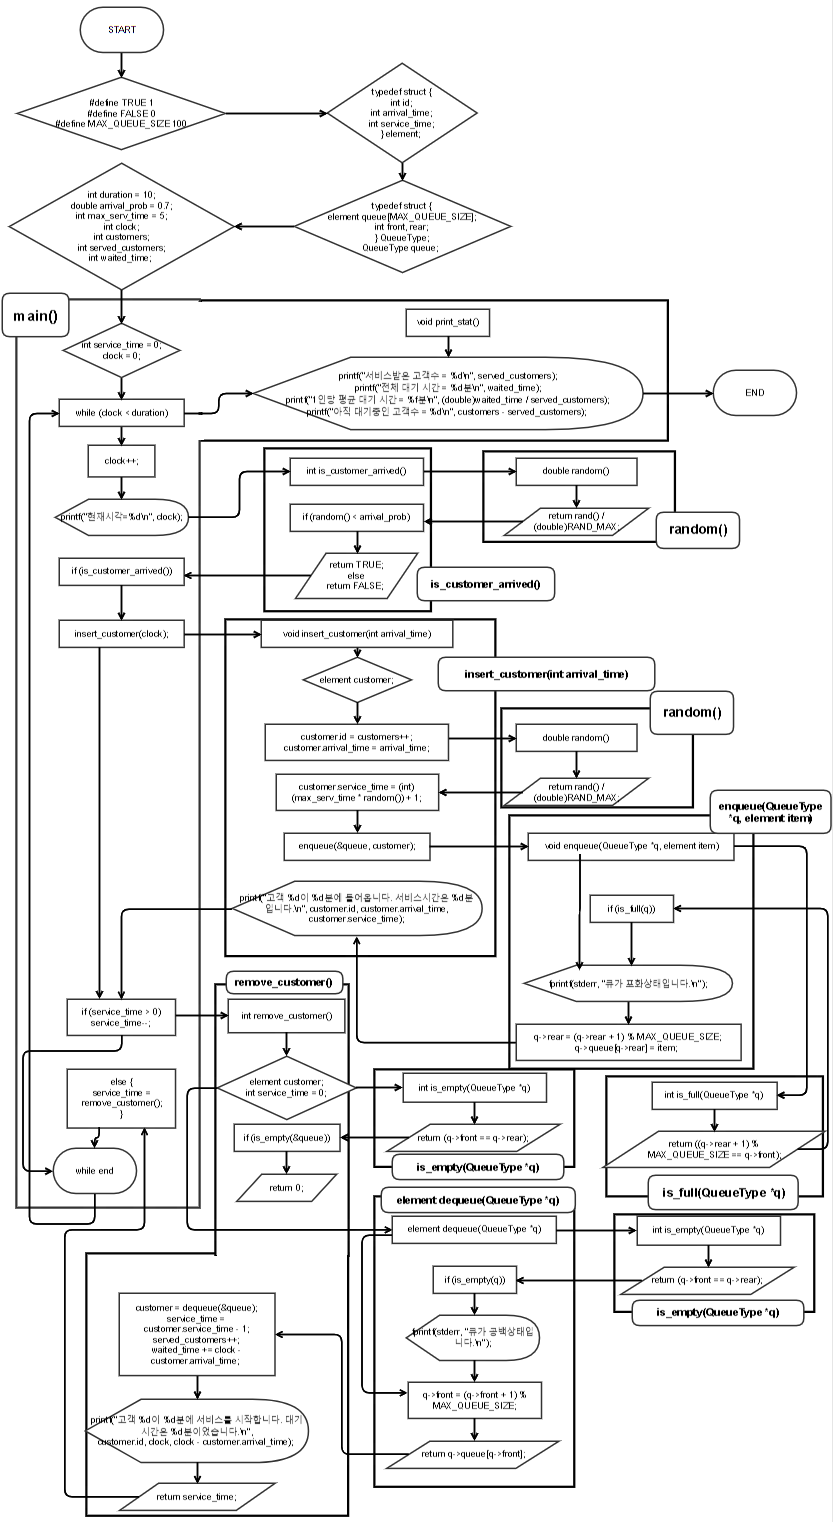 START
#define TRUE 1
#define FALSE 0
#define MAX_QUEUE_SIZE 100
typedef struct {
int id;
int arrival_time;
int service_time;
} element;
int duration = 10;
double arrival_prob = 0.7;
int max_serv_time = 5;
int clock;
int customers;
int served_customers;
int waited_time;
typedef struct {
element queue[MAX_QUEUE_SIZE];
int front, rear;
} QueueType;
QueueType queue;
main()
int service_time = 0;
clock = 0;
void print_stat()
printf("서비스받은 고객수 = %d\n", served_customers);
printf("전체 대기 시간 = %d분\n", waited_time);
printf("1인망 평균 대기 시간 = %f분\n", (double)waited_time / served_customers);
printf("아직 대기중인 고객수 = %d\n", customers - served_customers);
END
while (clock < duration)
clock++;
printf("현재시각=%d\n", clock);
int is_customer_arrived()
double random()
if (random() < arrival_prob)
return rand() /
(double)RAND_MAX;
random()
if (is_customer_arrived())
return TRUE;
else
return FALSE;
is_customer_arrived()
insert_customer(clock);
void insert_customer(int arrival_time)
element customer;
insert_customer(int arrival_time)
random()
customer.id = customers++;
customer.arrival_time = arrival_time;
double random()
customer.service_time = (int)
(max_serv_time * random()) + 1;
return rand() /
(double)RAND_MAX;
enqueue(QueueType
*q, element item)
enqueue(&queue, customer);
void enqueue(QueueType *q, element item)
printf("고객 %d이 %d분에 들어옵니다. 서비스시간은 %d분
입니다.\n", customer.id, customer.arrival_time,
customer.service_time);
if (is_full(q))
fprintf(stderr, "큐가 포화상태입니다.\n");
remove_customer()
if (service_time > 0)
service_time--;
int remove_customer()
q->rear = (q->rear + 1) % MAX_QUEUE_SIZE;
q->queue[q->rear] = item;
else {
service_time =
remove_customer();
}
element customer;
int service_time = 0;
int is_empty(QueueType *q)
int is_full(QueueType *q)
if (is_empty(&queue))
return (q->front == q->rear);
return ((q->rear + 1) %
MAX_QUEUE_SIZE == q->front);
while end
return 0;
is_empty(QueueType *q)
is_full(QueueType *q)
element dequeue(QueueType *q)
element dequeue(QueueType *q)
int is_empty(QueueType *q)
if (is_empty(q))
return (q->front == q->rear);
is_empty(QueueType *q)
customer = dequeue(&queue);
service_time =
customer.service_time - 1;
served_customers++;
waited_time += clock -
customer.arrival_time;
fprintf(stderr, "큐가 공백상태입
니다.\n");
q->front = (q->front + 1) %
MAX_QUEUE_SIZE;
printf("고객 %d이 %d분에 서비스를 시작합니다. 대기
시간은 %d분이었습니다.\n",
customer.id, clock, clock - customer.arrival_time);
return q->queue[q->front];
return service_time;